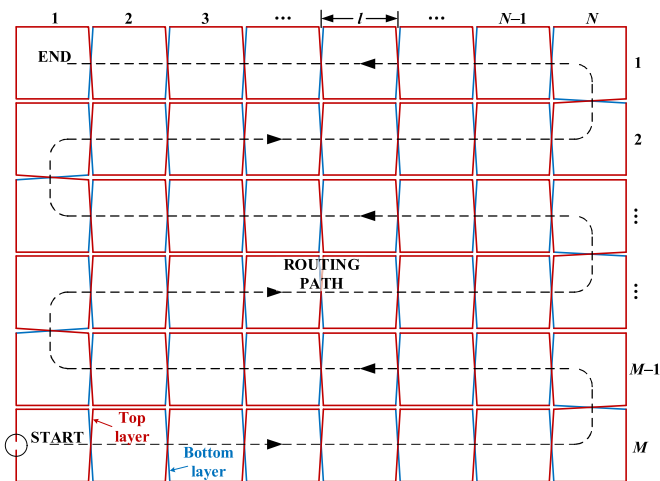 1 2 3 ... l ... N–1 N
END
1
2
...
ROUTING
PATH
...
M–1
START
Top
layer
Bottom
layer
M